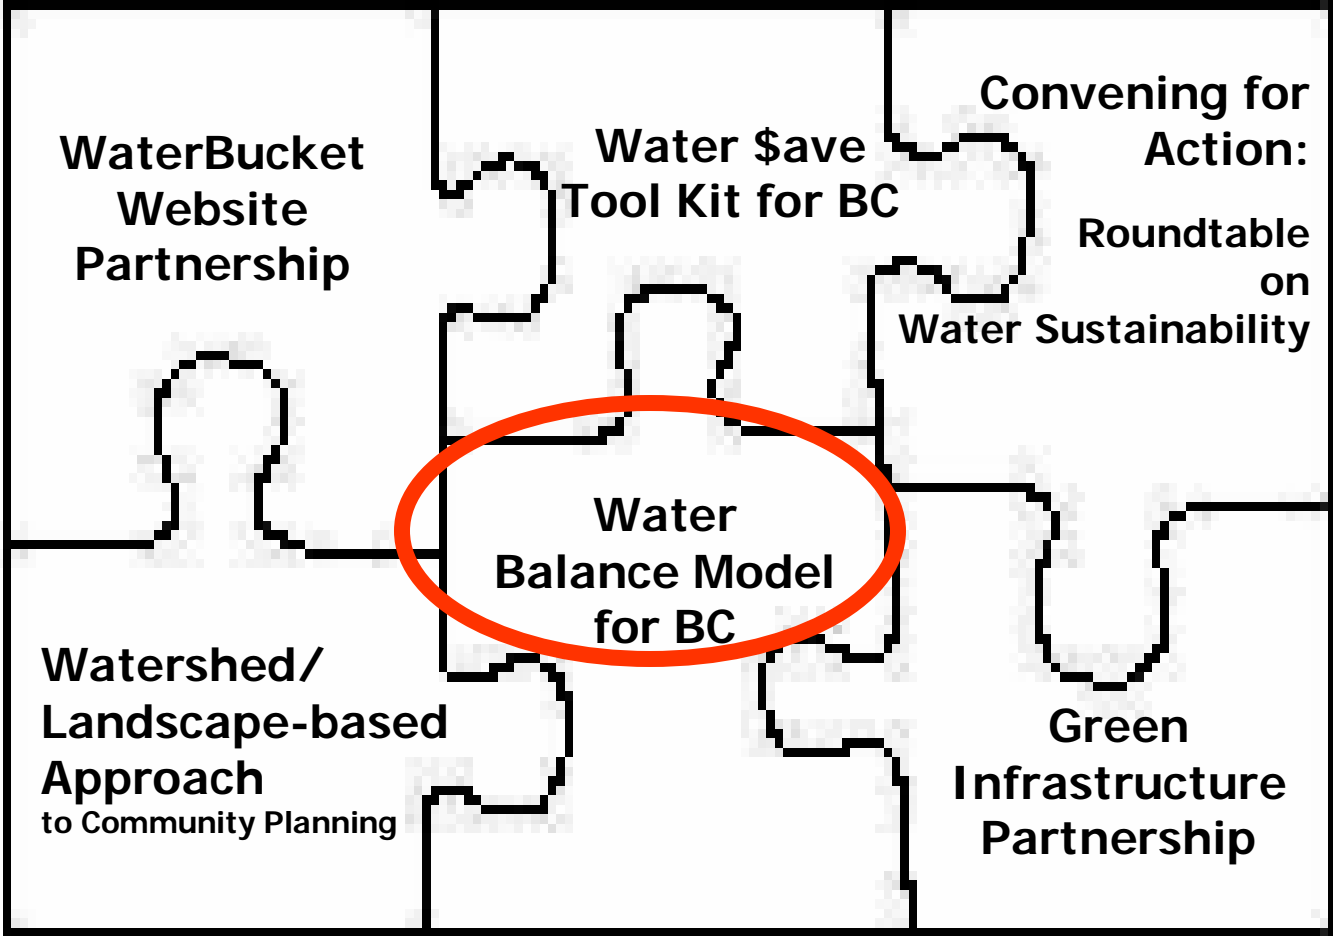 WaterBucket
Website
Partnership
Water $ave
Tool Kit for BC
Convening for
Action:
Roundtable
on
Water Sustainability
Watershed/
Landscape-based
Approach
to Community Planning
Water
Balance Model
for BC
Green
Infrastructure
Partnership